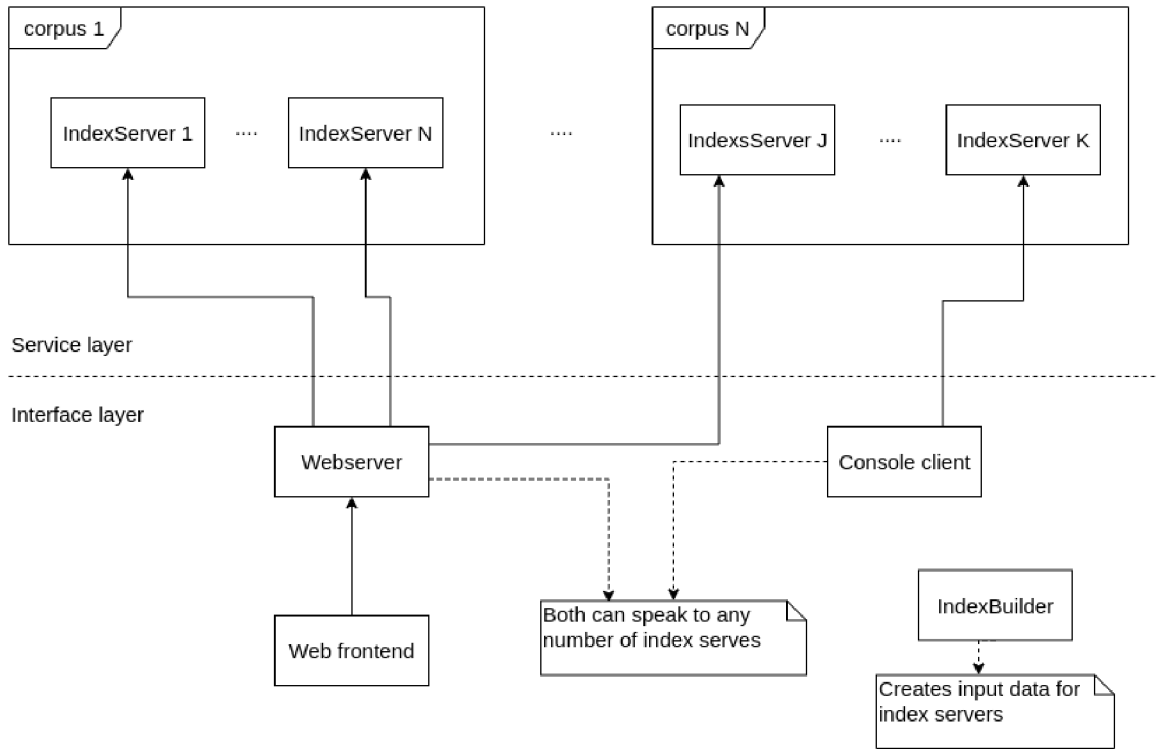 corpus 1
corpus N
IndexServer 1
....
IndexServer N
....
IndexsServer J
....
IndexServer K
Service layer
Interface layer
Webserver
Console client
Both can speak to any
number of index serves
IndexBuilder
Web frontend
Creates input data for
index servers